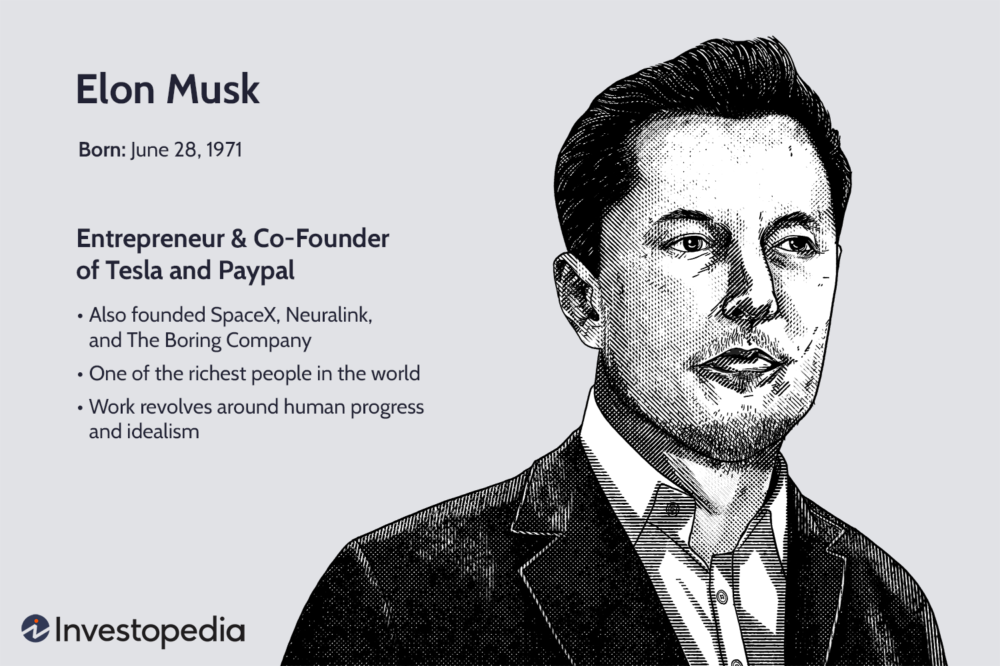 Elon Musk
Born: June 28, 1971
Entrepreneur & Co-Founder
of Tesla and Paypal
• Also founded SpaceX, Neuralink,
and The Boring Company
• One of the richest people in the world
• Work revolves around human progress
and idealism
Investopedia